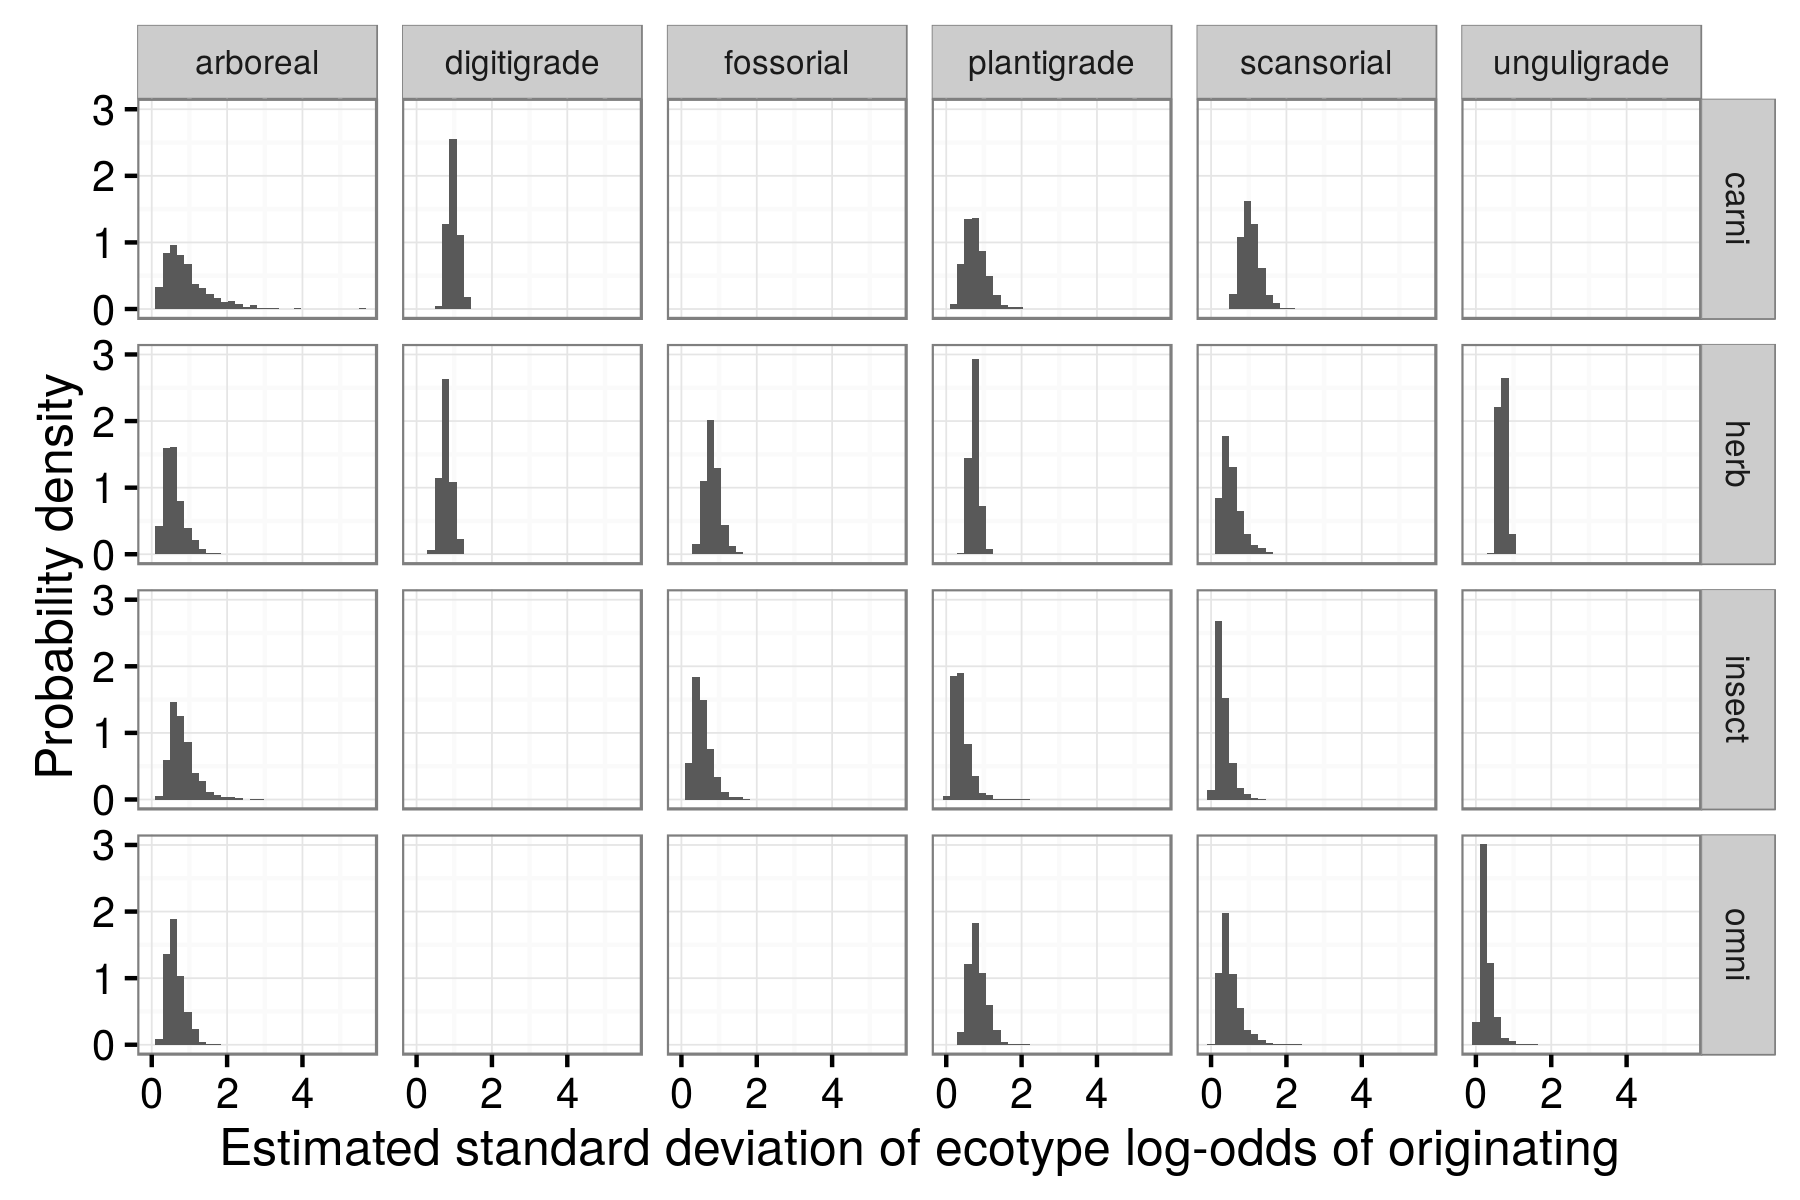 arboreal digitigrade fossorial plantigrade scansorial unguligrade
3
2
1
0
carni
3
2
1
0
herb
3
2
1
0
insect
3
2
1
0
omni
Probability density
0 2 4 0 2 4 0 2 4 0 2 4 0 2 4 0 2 4
Estimated standard deviation of ecotype log-odds of originating